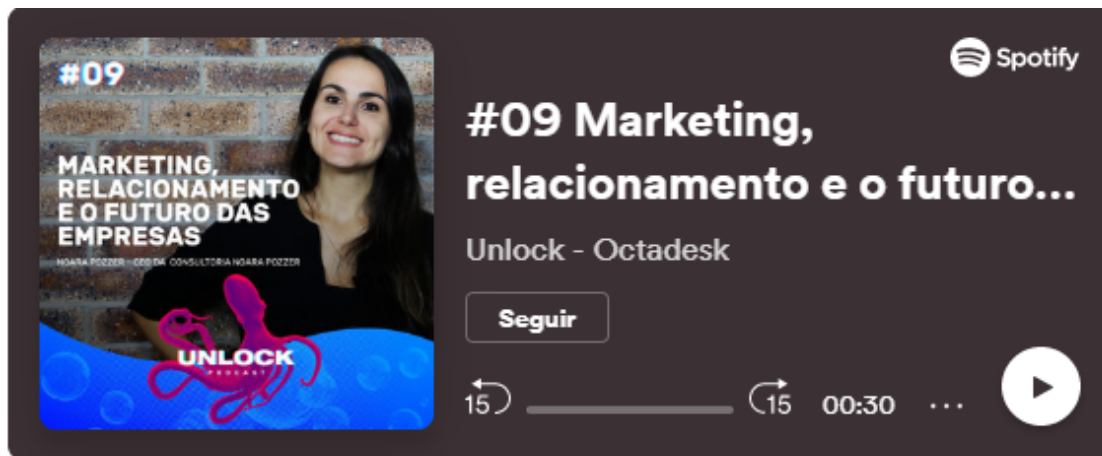 #09
MARKETING,
RELACIONAMENTO
E O FUTURO DAS
EMPRESAS
NOARA POZZER - CEO DA CONSULTORIA NOARA POZZER
UNLOCK
PODCAST
Spotify
#09 Marketing,
relacionamento e o futuro...
Unlock - Octadesk
Seguir
15
15
00:30